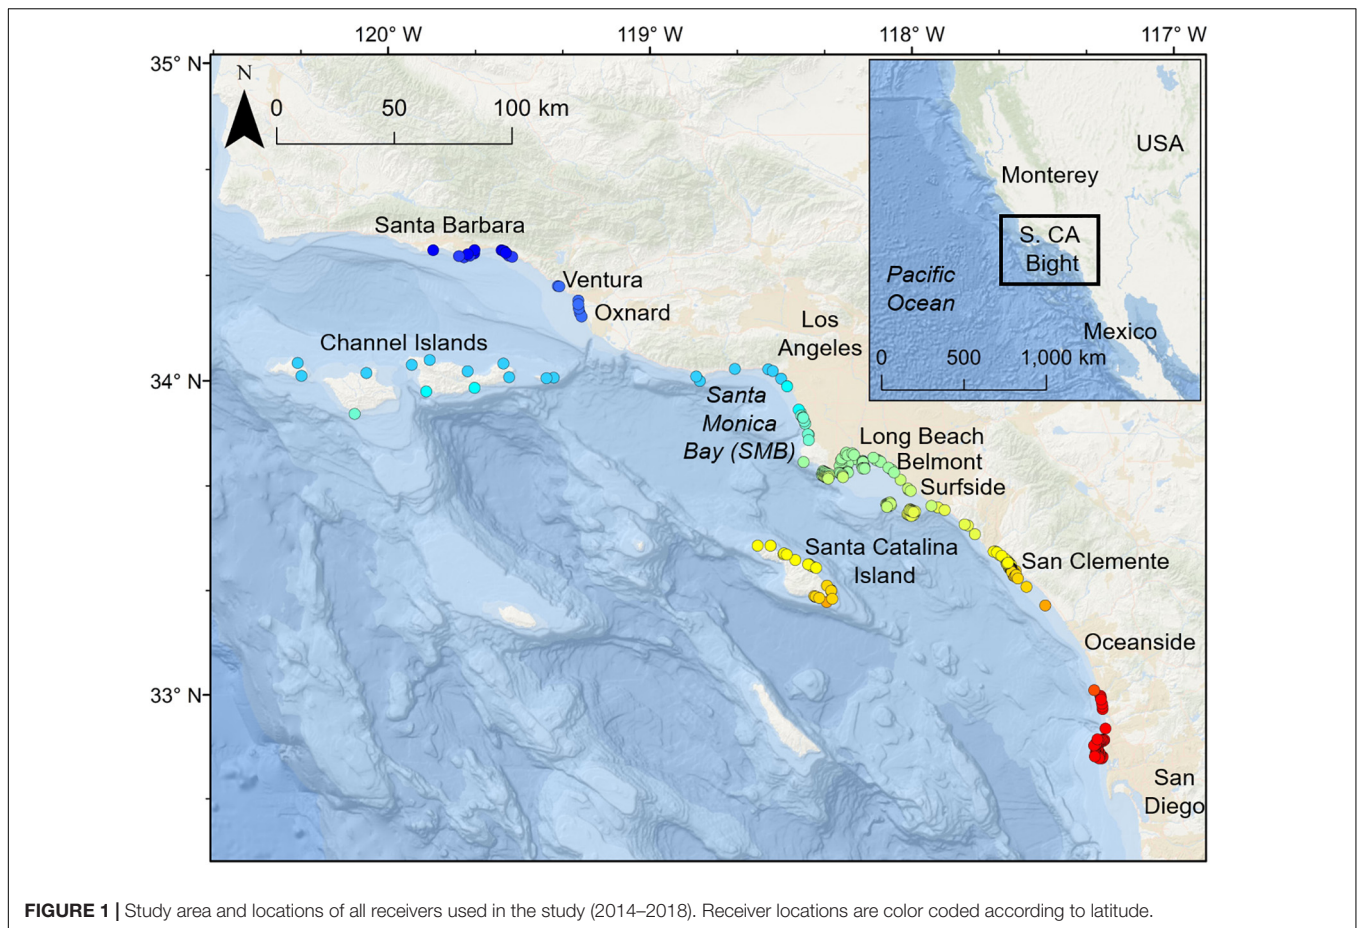 120° W
119° W
118° W
117° W
35° N
34° N
33° N
N
0 50 100 km
USA
Monterey
S. CA
Bight
Pacific
Ocean
Mexico
0 500 1,000 km
Santa Barbara
Ventura
Oxnard
Channel Islands
Los
Angeles
Santa
Monica
Bay (SMB)
Long Beach
Belmont
Surfside
Santa Catalina
Island
San Clemente
Oceanside
San
Diego
FIGURE 1 | Study area and locations of all receivers used in the study (2014–2018). Receiver locations are color coded according to latitude.